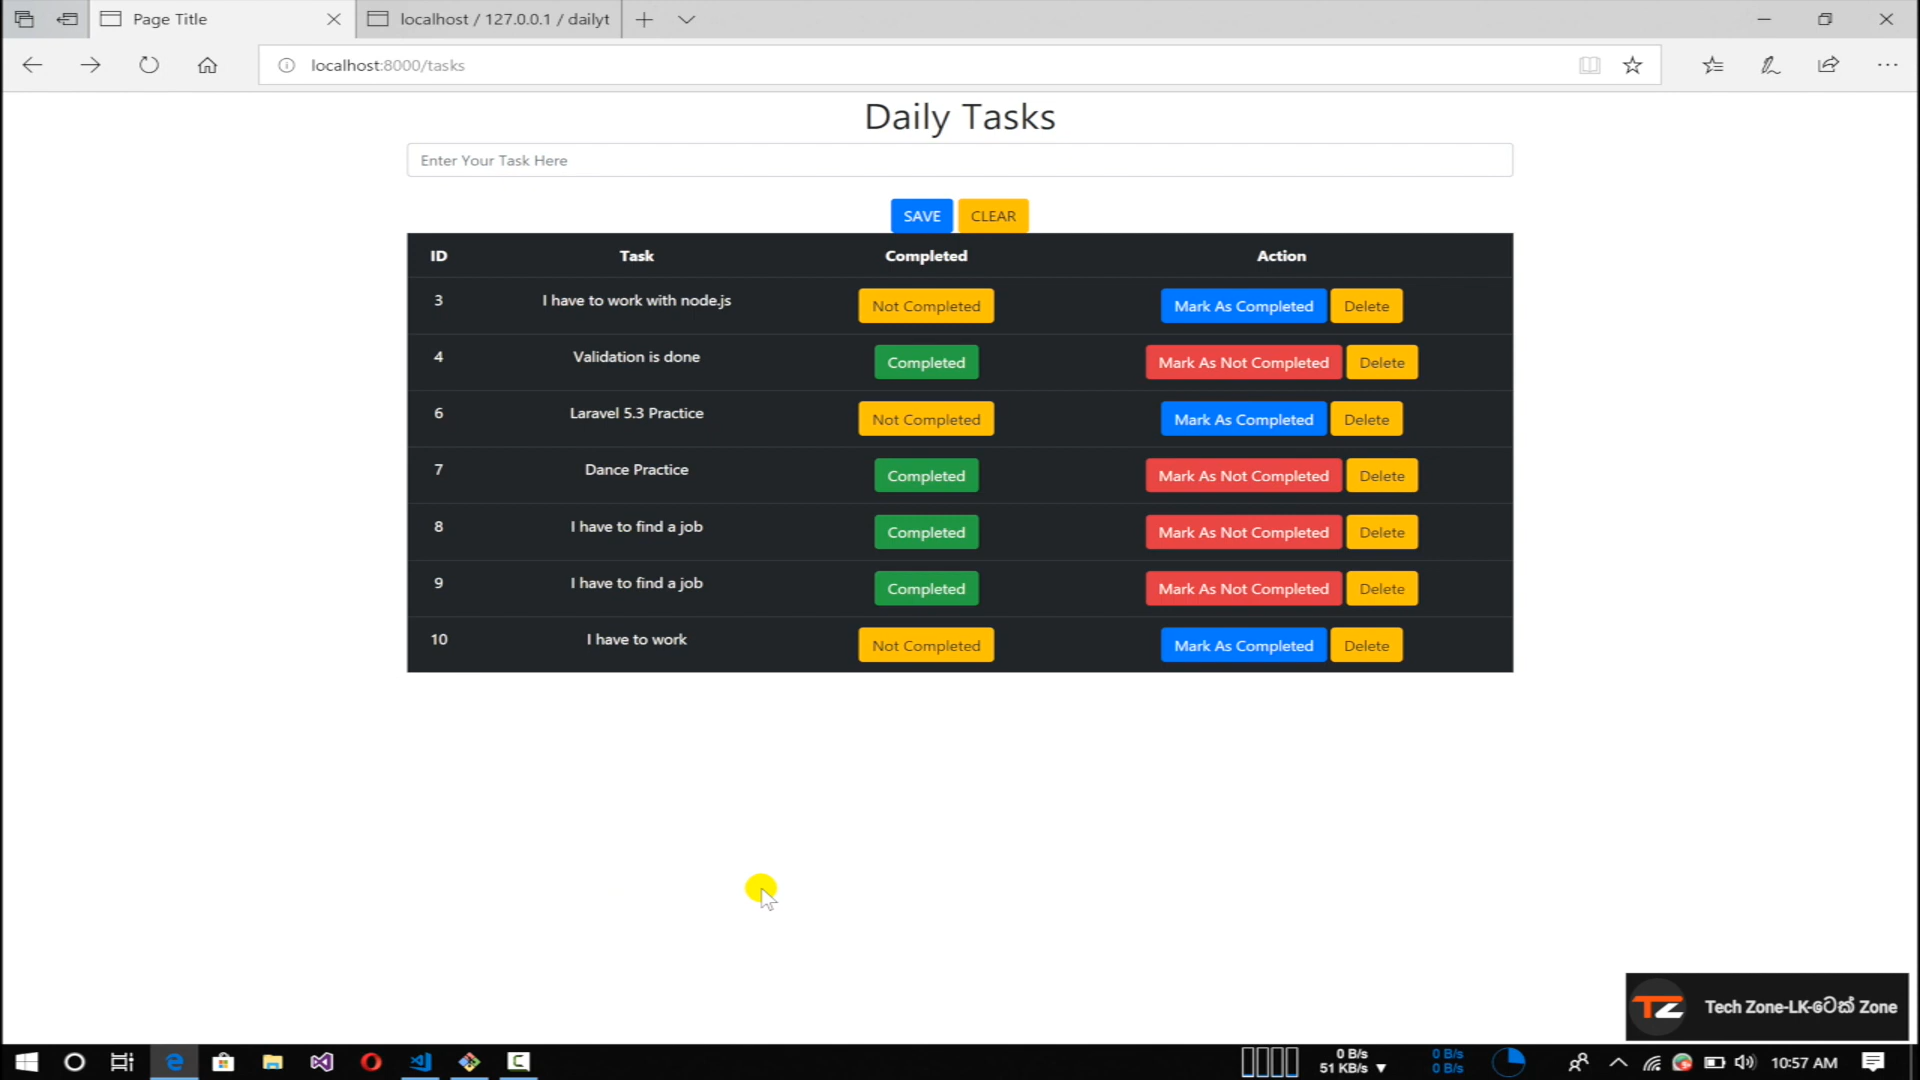 Page Title
localhost / 127.0.0.1 / dailyt
localhost:8000/tasks
Daily Tasks
Enter Your Task Here
SAVE CLEAR
ID Task Completed Action
3 I have to work with node.js Not Completed Mark As Completed Delete
4 Validation is done Completed Mark As Not Completed Delete
6 Laravel 5.3 Practice Not Completed Mark As Completed Delete
7 Dance Practice Completed Mark As Not Completed Delete
8 I have to find a job Completed Mark As Not Completed Delete
9 I have to find a job Completed Mark As Not Completed Delete
10 I have to work Not Completed Mark As Completed Delete
TZ Tech Zone-LK-ටෙක් Zone
0 B/s 0 B/s
51 KB/s 0 B/s
10:57 AM